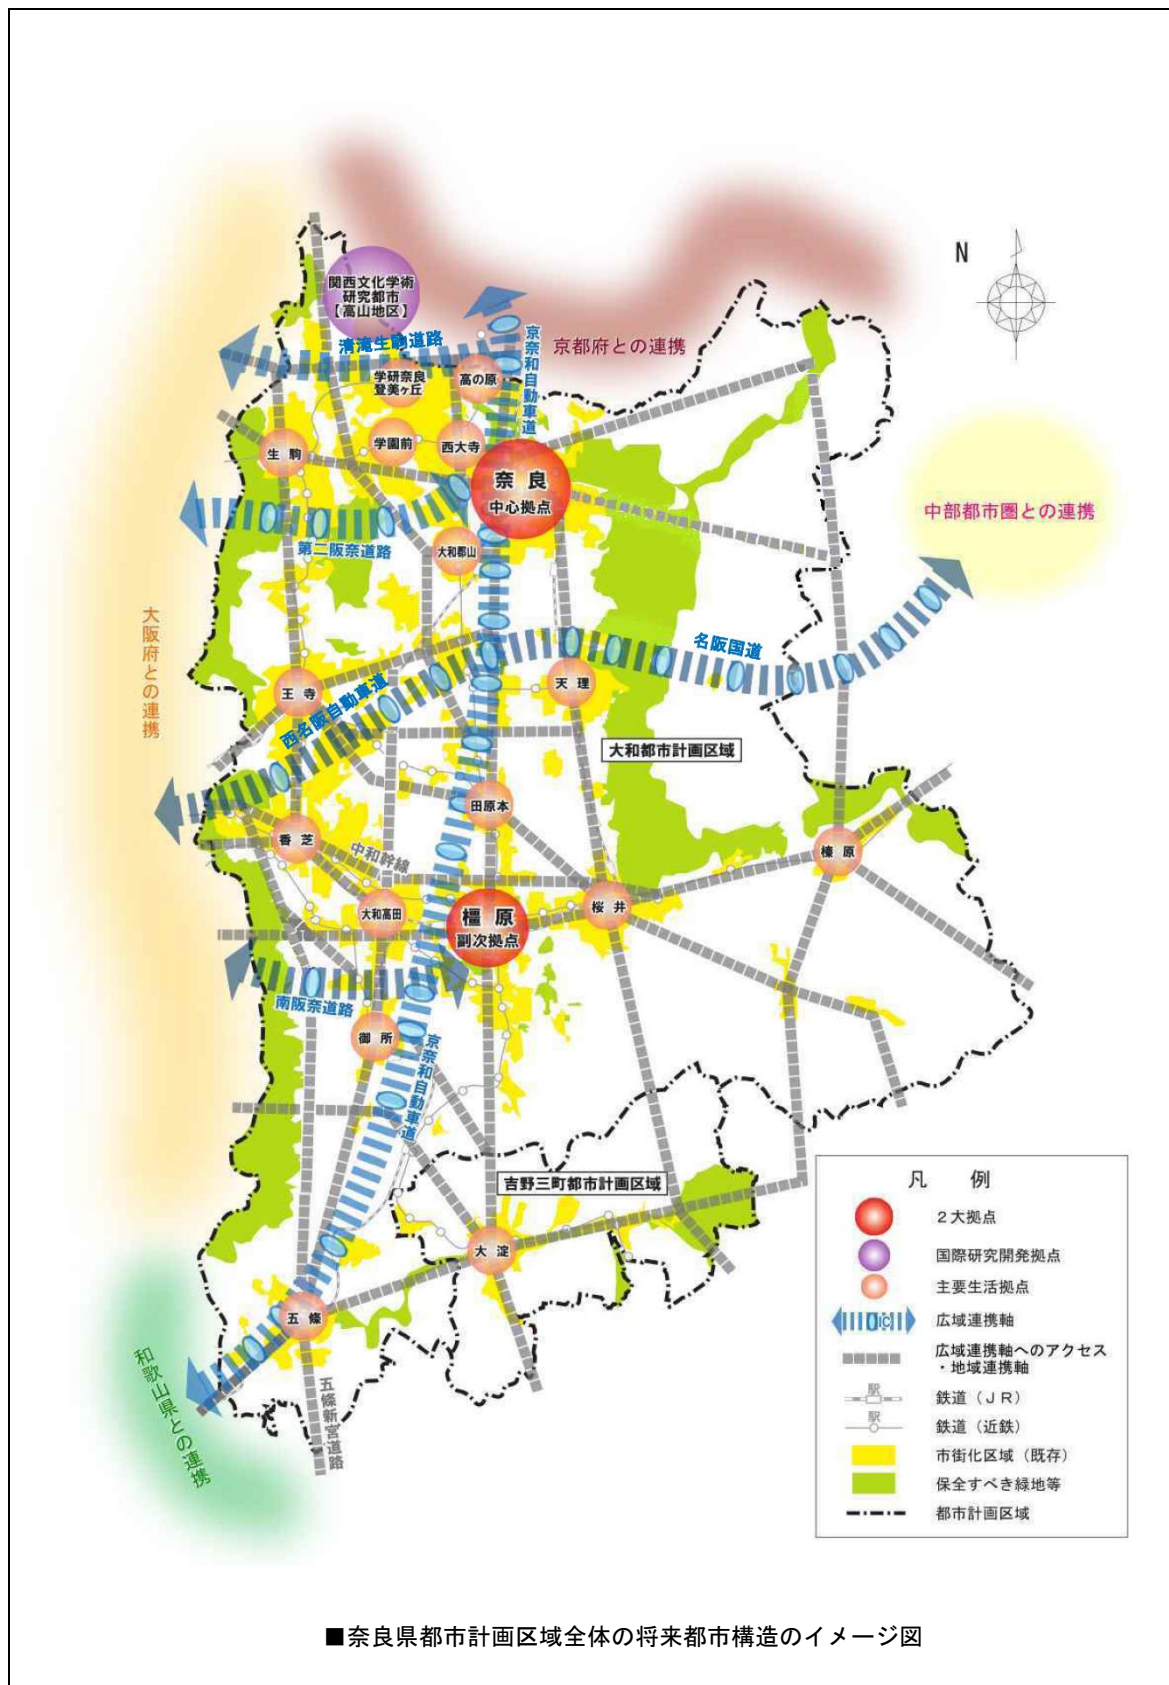 N
関西文化学術
研究都市
【高山地区】
京都府との連携
清滝生駒道路
京奈和自動車道
学研奈良
登美ヶ丘
高の原
生駒
学園前
西大寺
奈良
中心拠点
中部都市圏との連携
第二阪奈道路
大和郡山
大阪府との連携
名阪国道
王寺
天理
西名阪自動車道
大和都市計画区域
田原本
香芝
中和幹線
榛原
大和高田
橿原
副次拠点
桜井
南阪奈道路
御所
京奈和自動車道
吉野三町都市計画区域
大淀
五條
和歌山県との連携
五條新宮道路
凡例
２大拠点
国際研究開発拠点
主要生活拠点
IC
広域連携軸
広域連携軸へのアクセス
・地域連携軸
駅
鉄道（ＪＲ）
駅
鉄道（近鉄）
市街化区域（既存）
保全すべき緑地等
都市計画区域
■奈良県都市計画区域全体の将来都市構造のイメージ図